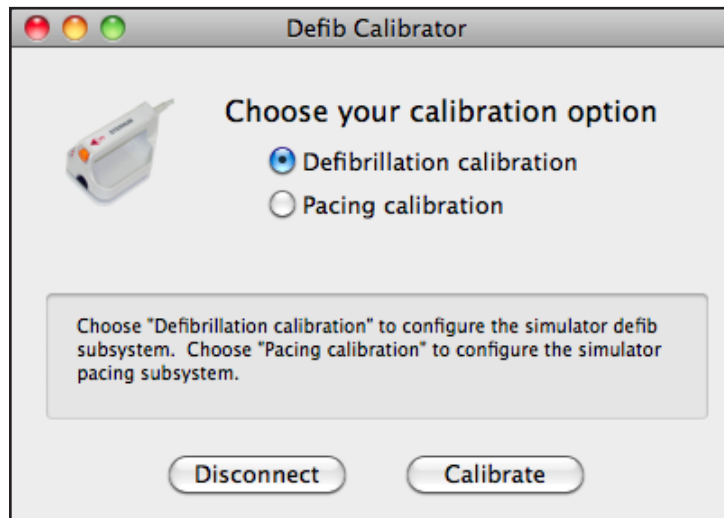 Defib Calibrator
Choose your calibration option
Defibrillation calibration
Pacing calibration
Choose "Defibrillation calibration" to configure the simulator defib
subsystem.  Choose "Pacing calibration" to configure the simulator
pacing subsystem.
Disconnect
Calibrate